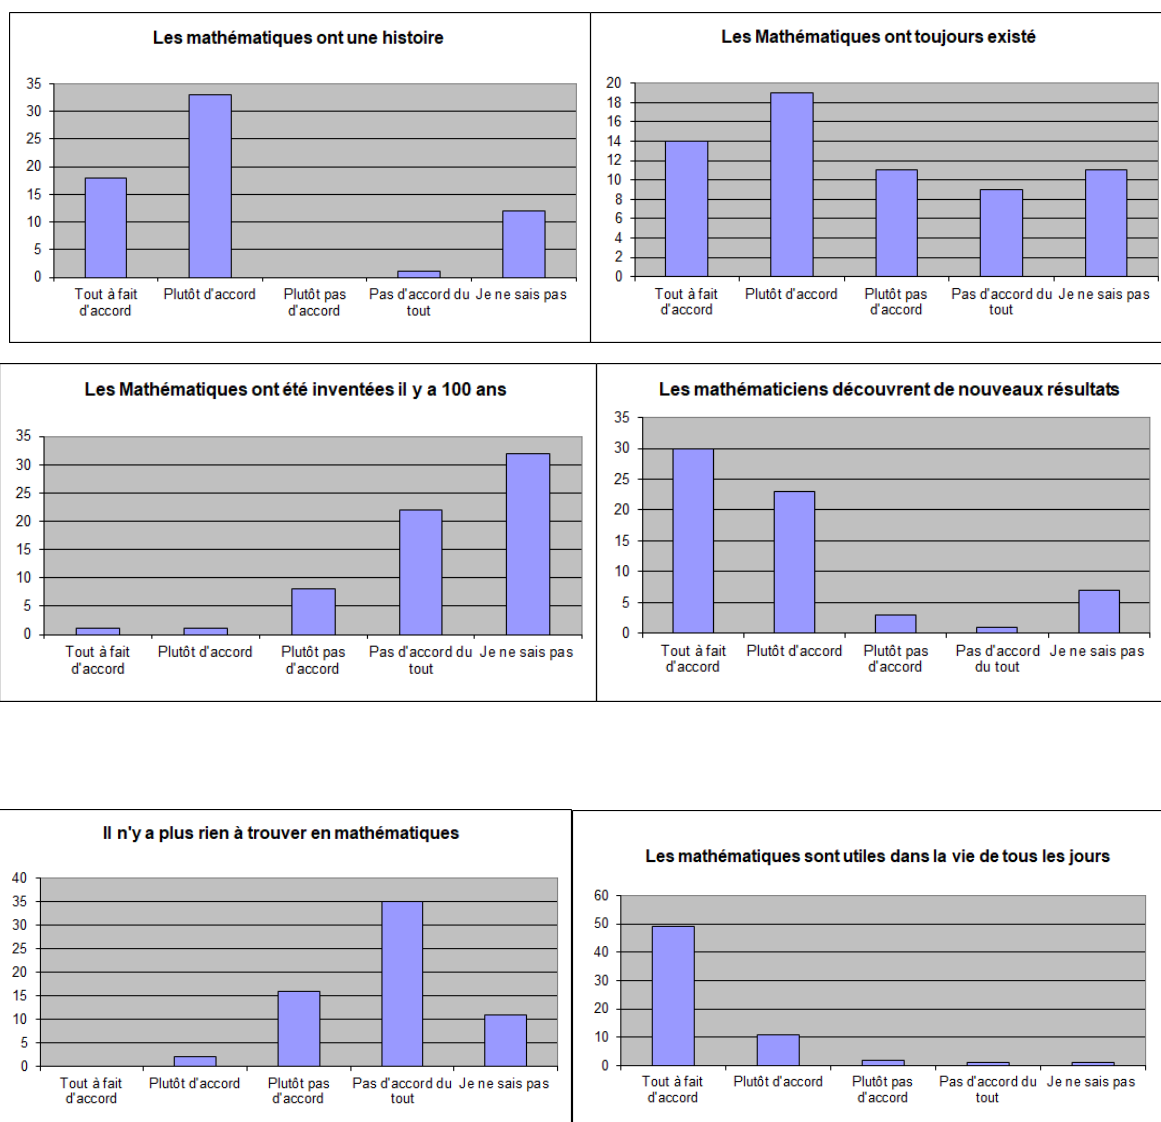 Les mathématiques ont une histoire
35
30
25
20
15
10
5
0
Tout à fait
d'accord
Plutôt d'accord
Plutôt pas
d'accord
Pas d'accord du
tout
Je ne sais pas
Les Mathématiques ont toujours existé
20
18
16
14
12
10
8
6
4
2
0
Tout à fait
d'accord
Plutôt d'accord
Plutôt pas
d'accord
Pas d'accord du
tout
Je ne sais pas
Les Mathématiques ont été inventées il y a 100 ans
35
30
25
20
15
10
5
0
Tout à fait
d'accord
Plutôt d'accord
Plutôt pas
d'accord
Pas d'accord du
tout
Je ne sais pas
Les mathématiciens découvrent de nouveaux résultats
35
30
25
20
15
10
5
0
Tout à fait
d'accord
Plutôt d'accord
Plutôt pas
d'accord
Pas d'accord
du tout
Je ne sais pas
Il n'y a plus rien à trouver en mathématiques
40
35
30
25
20
15
10
5
0
Tout à fait
d'accord
Plutôt d'accord
Plutôt pas
d'accord
Pas d'accord du
tout
Je ne sais pas
Les mathématiques sont utiles dans la vie de tous les jours
60
50
40
30
20
10
0
Tout à fait
d'accord
Plutôt d'accord
Plutôt pas
d'accord
Pas d'accord du
tout
Je ne sais pas